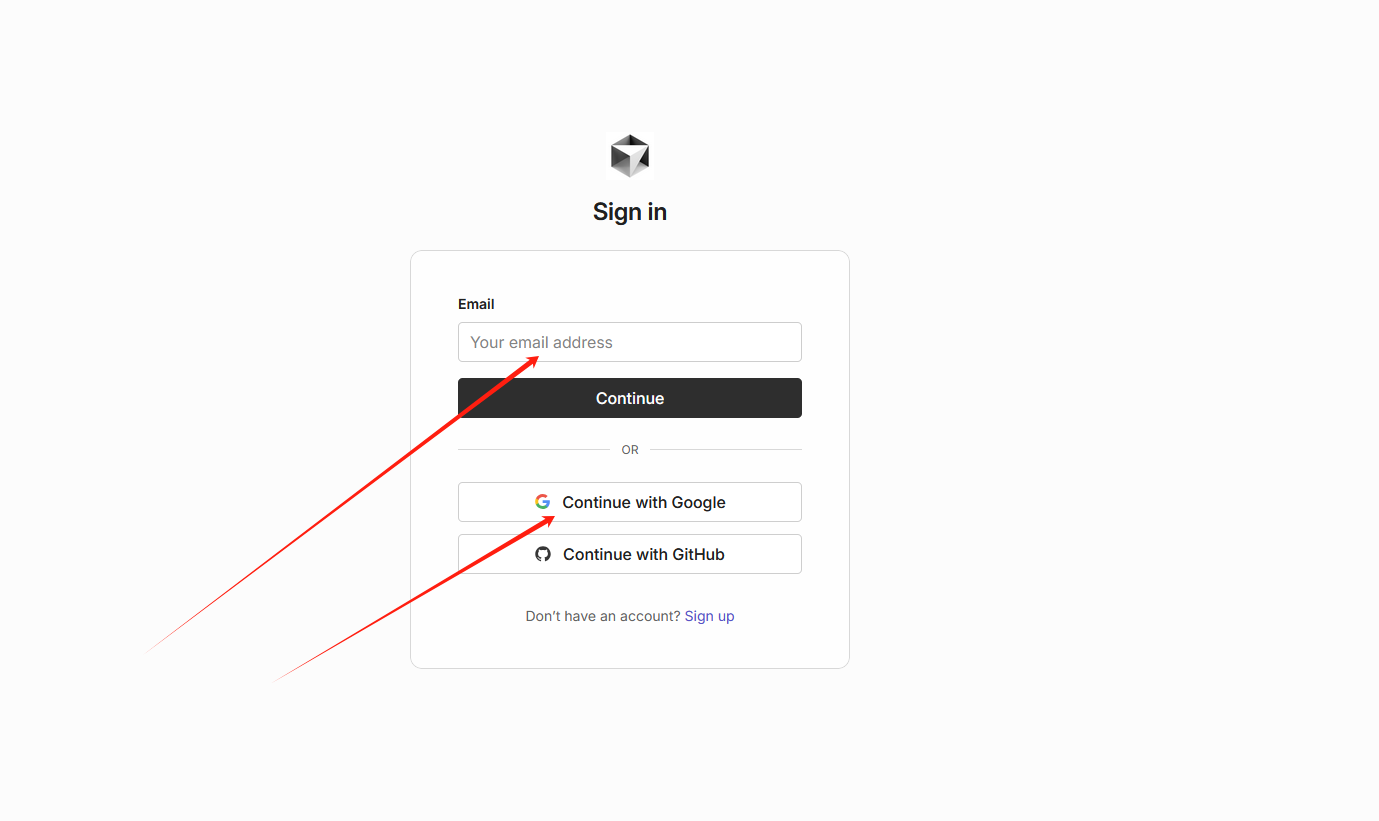 Sign in
Email
Your email address
Continue
OR
Continue with Google
Continue with GitHub
Don’t have an account? Sign up